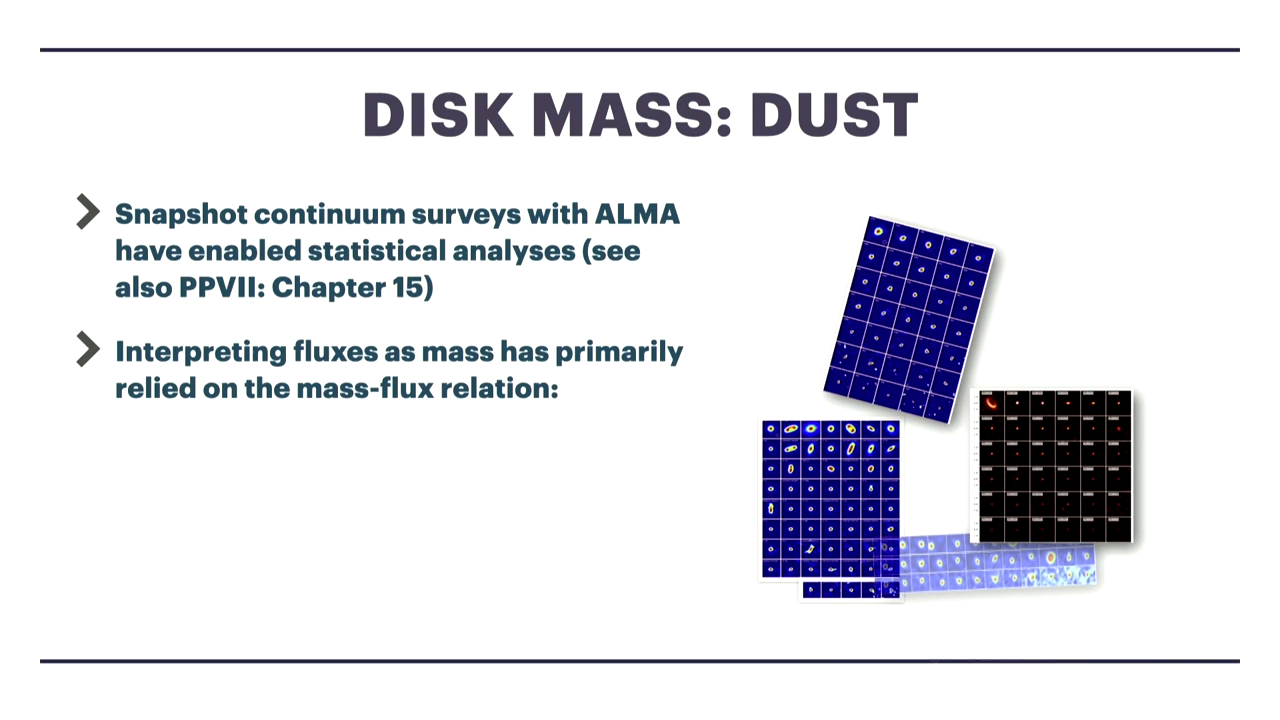 DISK MASS: DUST
Snapshot continuum surveys with ALMA
have enabled statistical analyses (see
also PPVII: Chapter 15)
Interpreting fluxes as mass has primarily
relied on the mass-flux relation: